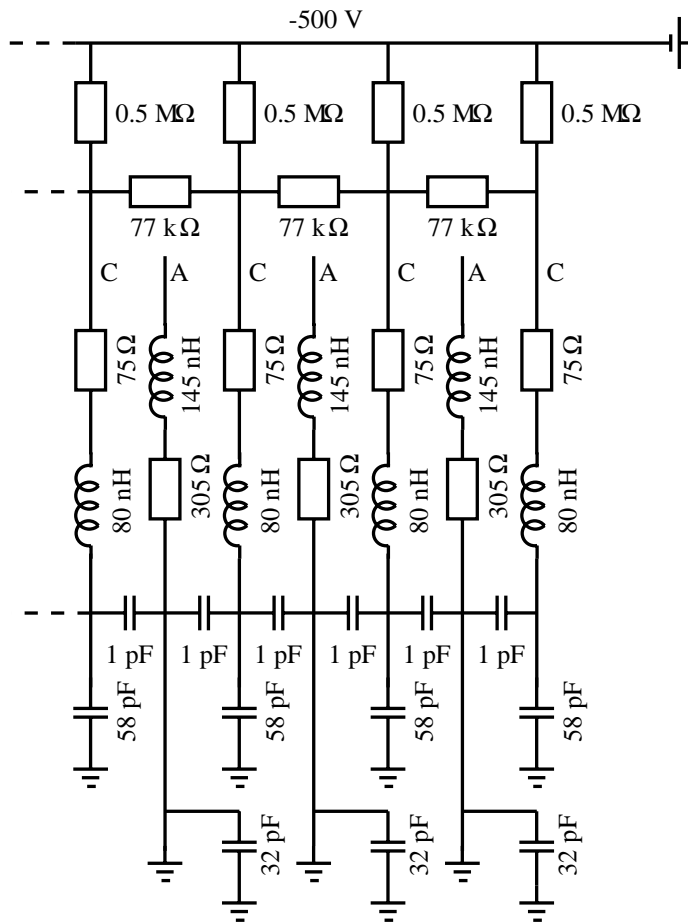 -500 V
0.5 MΩ 0.5 MΩ 0.5 MΩ 0.5 MΩ
77 kΩ 77 kΩ 77 kΩ
C A C A C A C
75 Ω 145 nH 75 Ω 145 nH 75 Ω 145 nH 75 Ω
80 nH 305 Ω 80 nH 305 Ω 80 nH 305 Ω 80 nH
1 pF 1 pF 1 pF 1 pF 1 pF 1 pF
58 pF 58 pF 58 pF 58 pF
32 pF 32 pF 32 pF